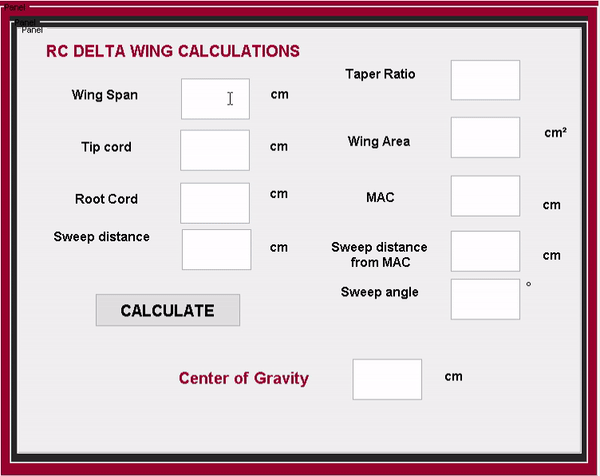 Panel
Panel
Panel
RC DELTA WING CALCULATIONS
Wing Span
cm
Tip cord
cm
Root Cord
cm
Sweep distance
cm
CALCULATE
Taper Ratio
Wing Area
cm²
MAC
cm
Sweep distance
from MAC
cm
Sweep angle
°
Center of Gravity
cm